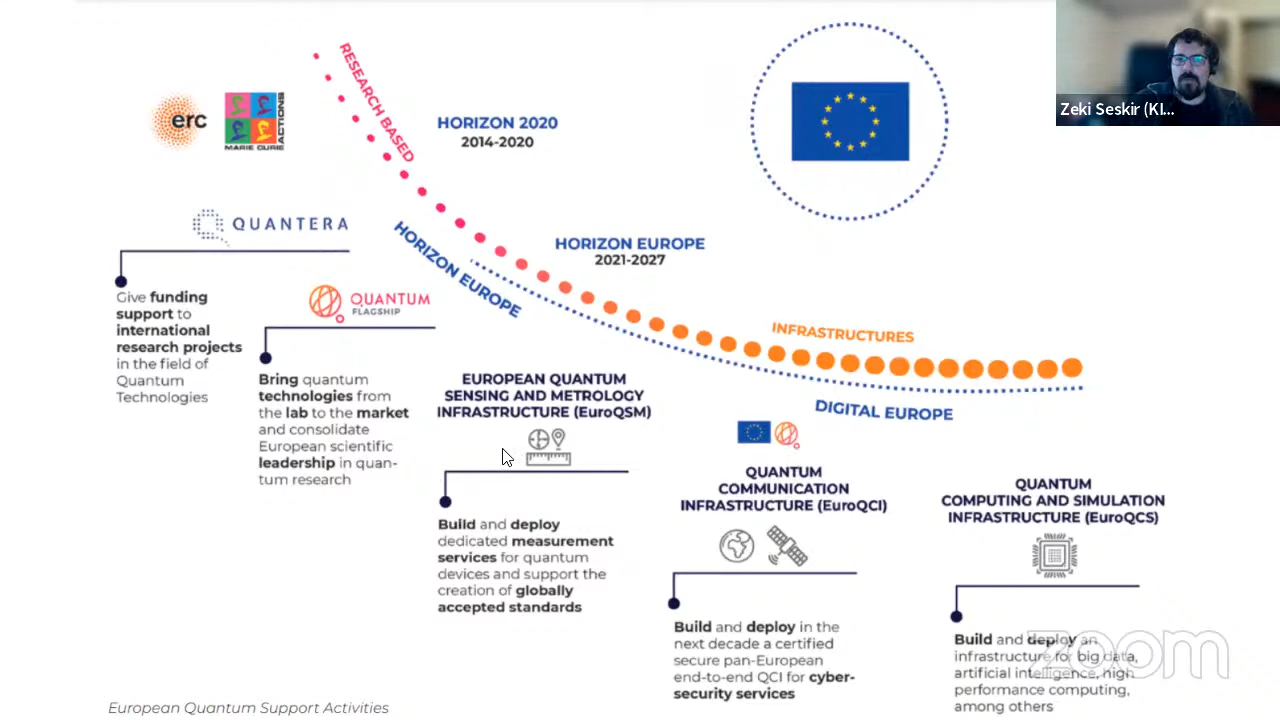 Zeki Seskir (KI...
erc
MARIE CURIE
ACTIONS
RESEARCH BASED
HORIZON 2020
2014-2020
QUANTERA
Give funding
support to
international
research projects
in the field of
Quantum
Technologies
HORIZON EUROPE
HORIZON EUROPE
2021-2027
QUANTUM
FLAGSHIP
Bring quantum
technologies from
the lab to the market
and consolidate
European scientific
leadership in quan-
tum research
INFRASTRUCTURES
DIGITAL EUROPE
EUROPEAN QUANTUM
SENSING AND METROLOGY
INFRASTRUCTURE (EuroQSM)
Build and deploy
dedicated measurement
services for quantum
devices and support the
creation of globally
accepted standards
QUANTUM
COMMUNICATION
INFRASTRUCTURE (EuroQCI)
Build and deploy in the
next decade a certified
secure pan-European
end-to-end QCI for cyber-
security services
QUANTUM
COMPUTING AND SIMULATION
INFRASTRUCTURE (EuroQCS)
Build and deploy an
infrastructure for big data,
artificial intelligence, high
performance computing,
among others
zoom
European Quantum Support Activities